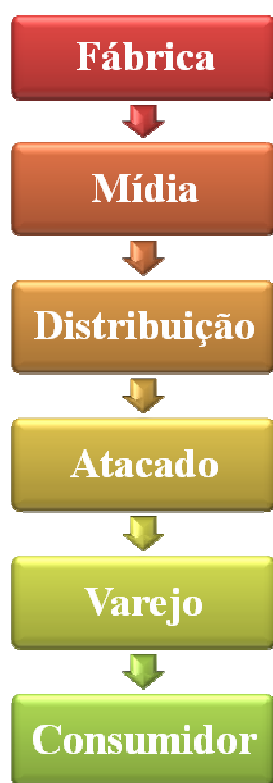 Fábrica
Mídia
Distribuição
Atacado
Varejo
Consumidor